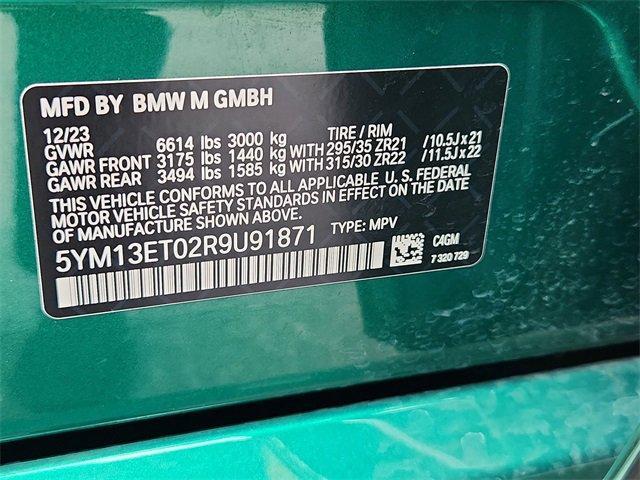 MFD BY BMW M GMBH
12/23 TIRE / RIM
GVWR 6614 lbs 3000 kg
GAWR FRONT 3175 lbs 1440 kg WITH 295/35 ZR21 /10.5J x 21
GAWR REAR 3494 lbs 1585 kg WITH 315/30 ZR22 /11.5J x 22
THIS VEHICLE CONFORMS TO ALL APPLICABLE U. S. FEDERAL
MOTOR VEHICLE SAFETY STANDARDS IN EFFECT ON THE DATE
OF MANUFACTURE SHOWN ABOVE.
5YM13ET02R9U91871 TYPE: MPV
C4GM
7 320 729